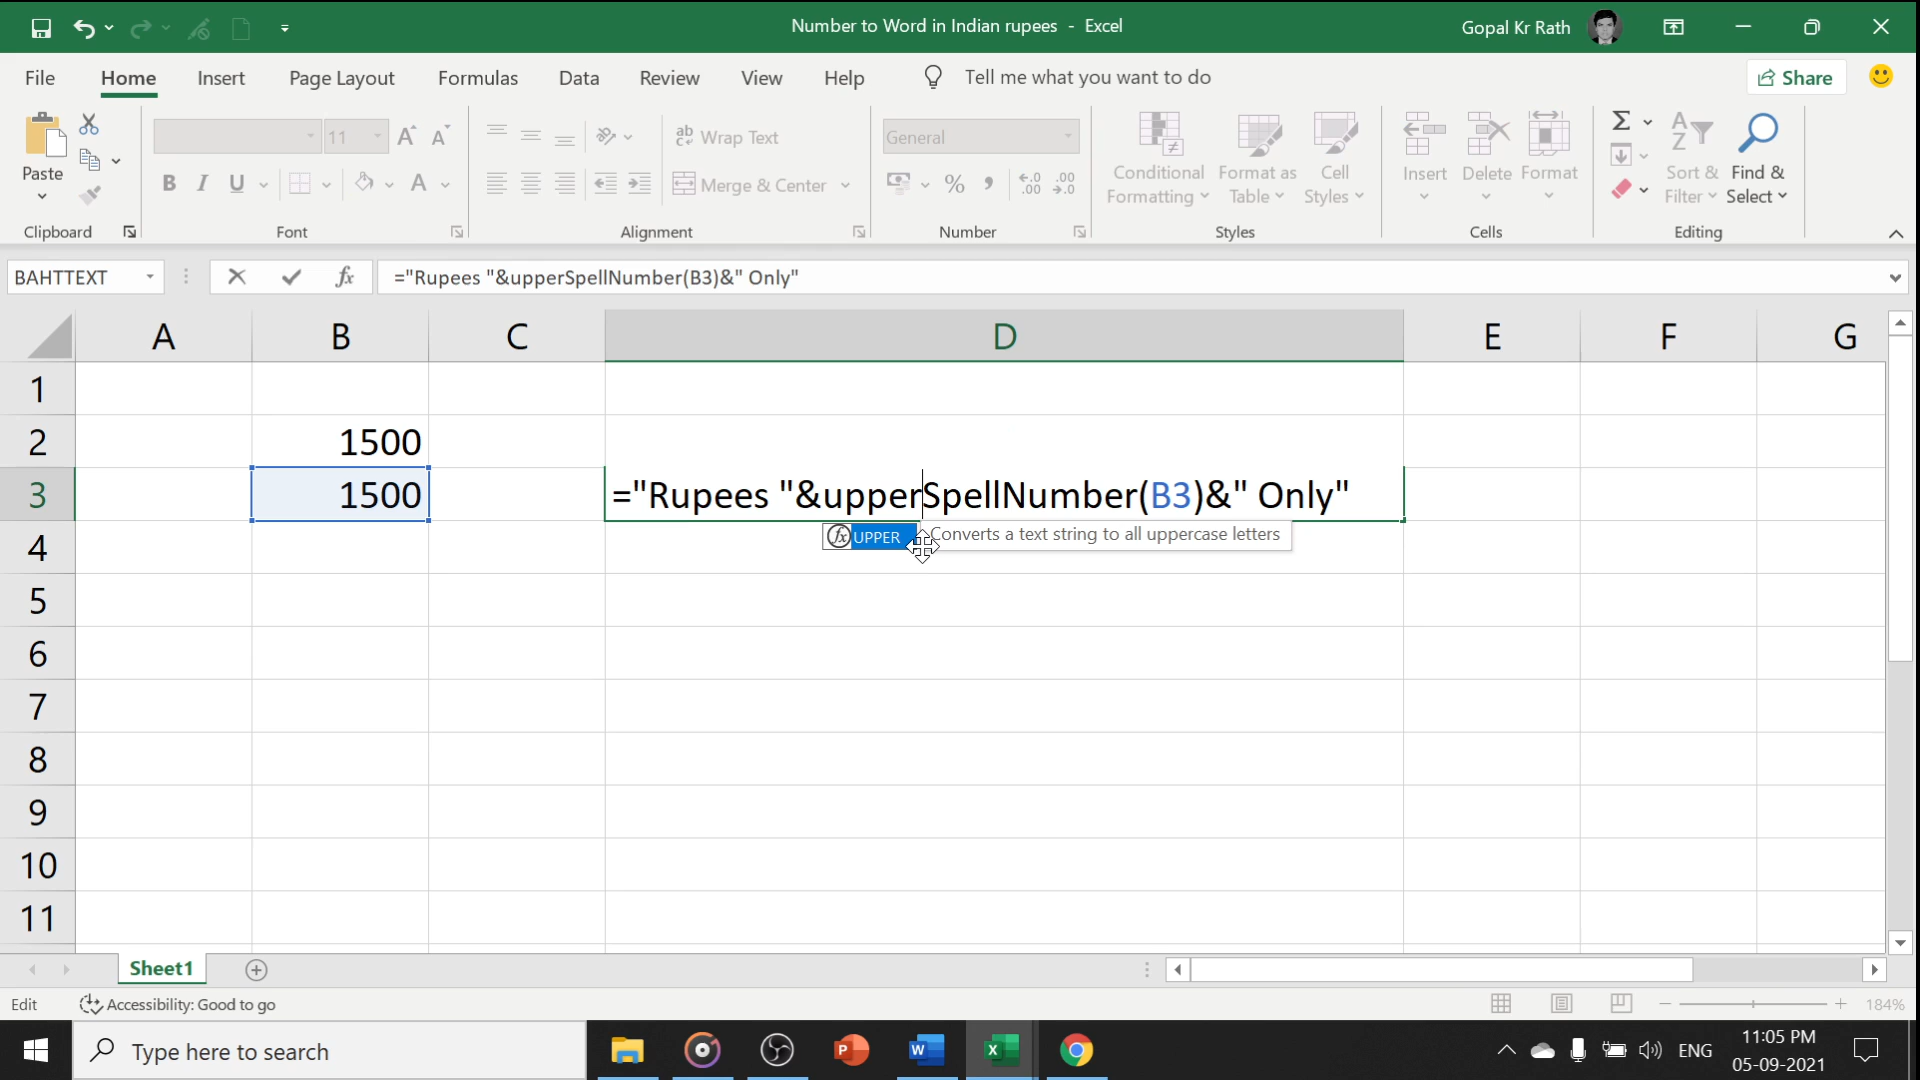 Number to Word in Indian rupees - Excel
Gopal Kr Rath
File Home Insert Page Layout Formulas Data Review View Help Tell me what you want to do Share
Paste
11
Wrap Text
Merge & Center
General
Conditional Formatting
Format as Table
Cell Styles
Insert Delete Format
Sort & Filter
Find & Select
Clipboard Font Alignment Number Styles Cells Editing
BAHTTEXT fx ="Rupees "&upperSpellNumber(B3)&" Only"
A B C D E F G
1
2 1500
3 1500 ="Rupees "&upperSpellNumber(B3)&" Only"
UPPER Converts a text string to all uppercase letters
4
5
6
7
8
9
10
11
Sheet1
Edit Accessibility: Good to go 184%
Type here to search
ENG
11:05 PM
05-09-2021